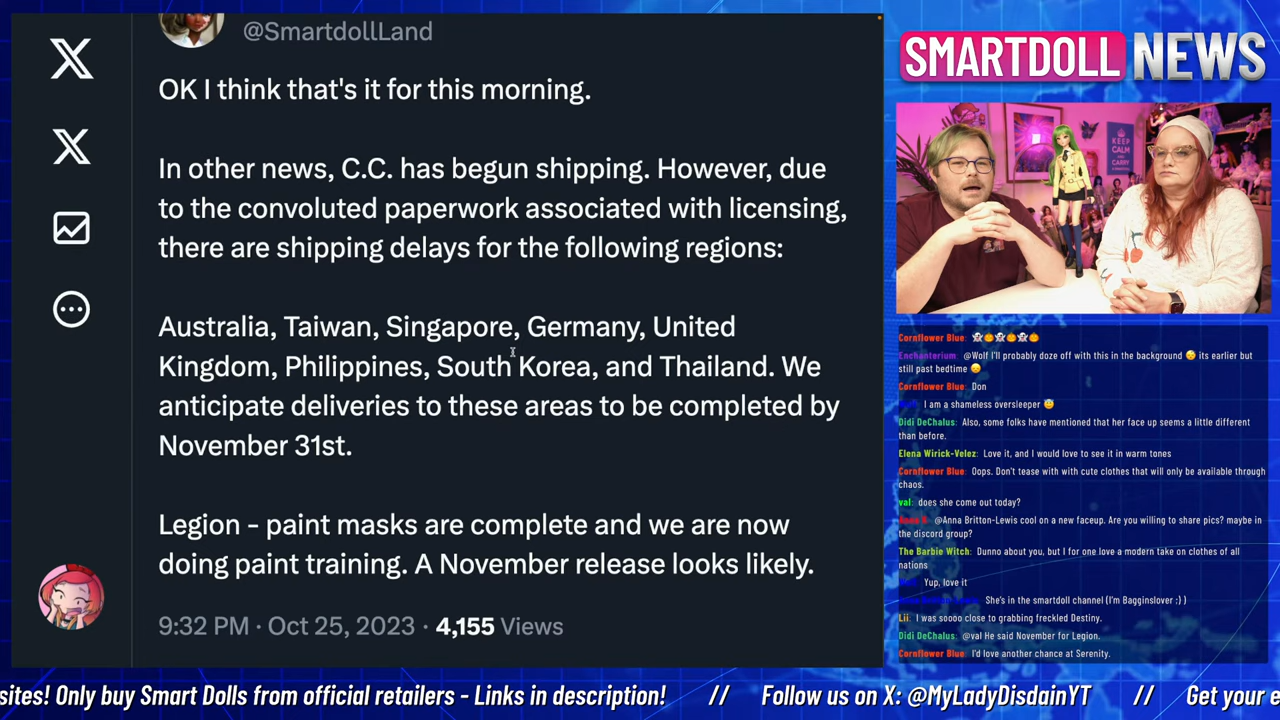 @SmartdollLand
OK I think that's it for this morning.
In other news, C.C. has begun shipping. However, due
to the convoluted paperwork associated with licensing,
there are shipping delays for the following regions:
Australia, Taiwan, Singapore, Germany, United
Kingdom, Philippines, South Korea, and Thailand. We
anticipate deliveries to these areas to be completed by
November 31st.
Legion - paint masks are complete and we are now
doing paint training. A November release looks likely.
9:32 PM · Oct 25, 2023 · 4,155 Views
SMARTDOLL NEWS
KEEP
CALM
AND
CARRY
Cornflower Blue: 👻🎃👻🎃👻🎃
Enchanterium: @Wolf I'll probably doze off with this in the background 😴 its earlier but
still past bedtime 😴
Cornflower Blue: Don
I am a shameless oversleeper 😇
Didi DeChalus: Also, some folks have mentioned that her face up seems a little different
than before.
Elena Wirick-Velez: Love it, and I would love to see it in warm tones
Cornflower Blue: Oops. Don't tease with with cute clothes that will only be available through
chaos.
val: does she come out today?
@Anna Britton-Lewis cool on a new faceup. Are you willing to share pics? maybe in
the discord group?
The Barbie Witch: Dunno about you, but I for one love a modern take on clothes of all
nations
Yup, love it
She's in the smartdoll channel (I'm Bagginslover ;) )
Lii: I was soooo close to grabbing freckled Destiny.
Didi DeChalus: @val He said November for Legion.
Cornflower Blue: I'd love another chance at Serenity.
sites! Only buy Smart Dolls from official retailers - Links in description! // Follow us on X: @MyLadyDisdainYT // Get your e